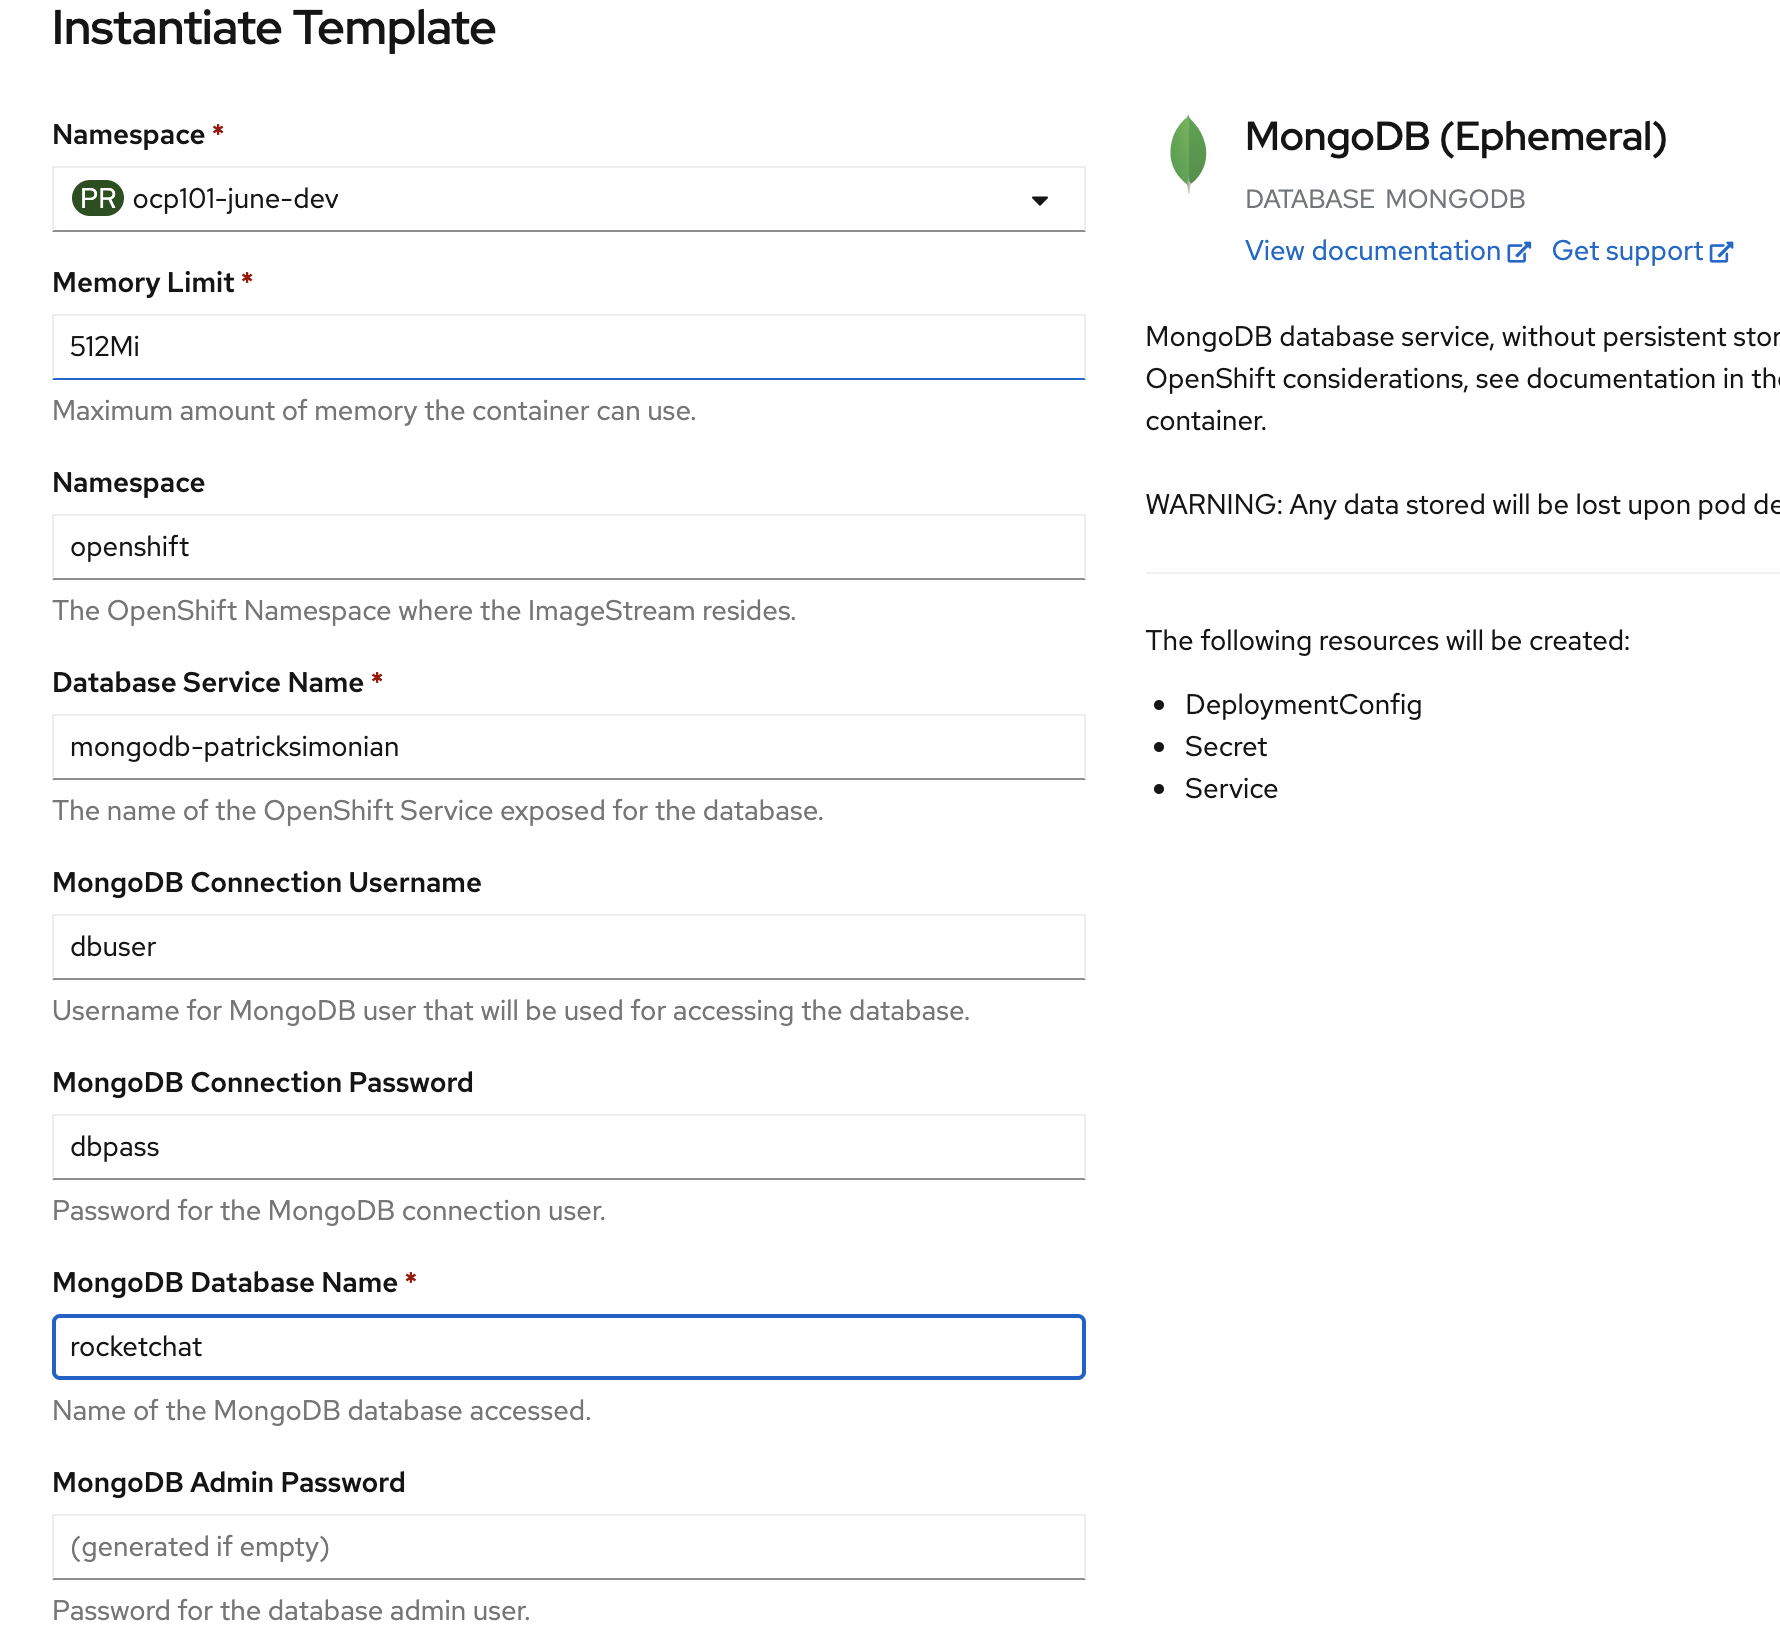 Instantiate Template
Namespace *
PR ocp101-june-dev
Memory Limit *
512Mi
Maximum amount of memory the container can use.
Namespace
openshift
The OpenShift Namespace where the ImageStream resides.
Database Service Name *
mongodb-patricksimonian
The name of the OpenShift Service exposed for the database.
MongoDB Connection Username
dbuser
Username for MongoDB user that will be used for accessing the database.
MongoDB Connection Password
dbpass
Password for the MongoDB connection user.
MongoDB Database Name *
rocketchat
Name of the MongoDB database accessed.
MongoDB Admin Password
(generated if empty)
Password for the database admin user.
MongoDB (Ephemeral)
DATABASE MONGODB
View documentation Get support
MongoDB database service, without persistent
OpenShift considerations, see documentation in
container.
WARNING: Any data stored will be lost upon pod
The following resources will be created:
• DeploymentConfig
• Secret
• Service